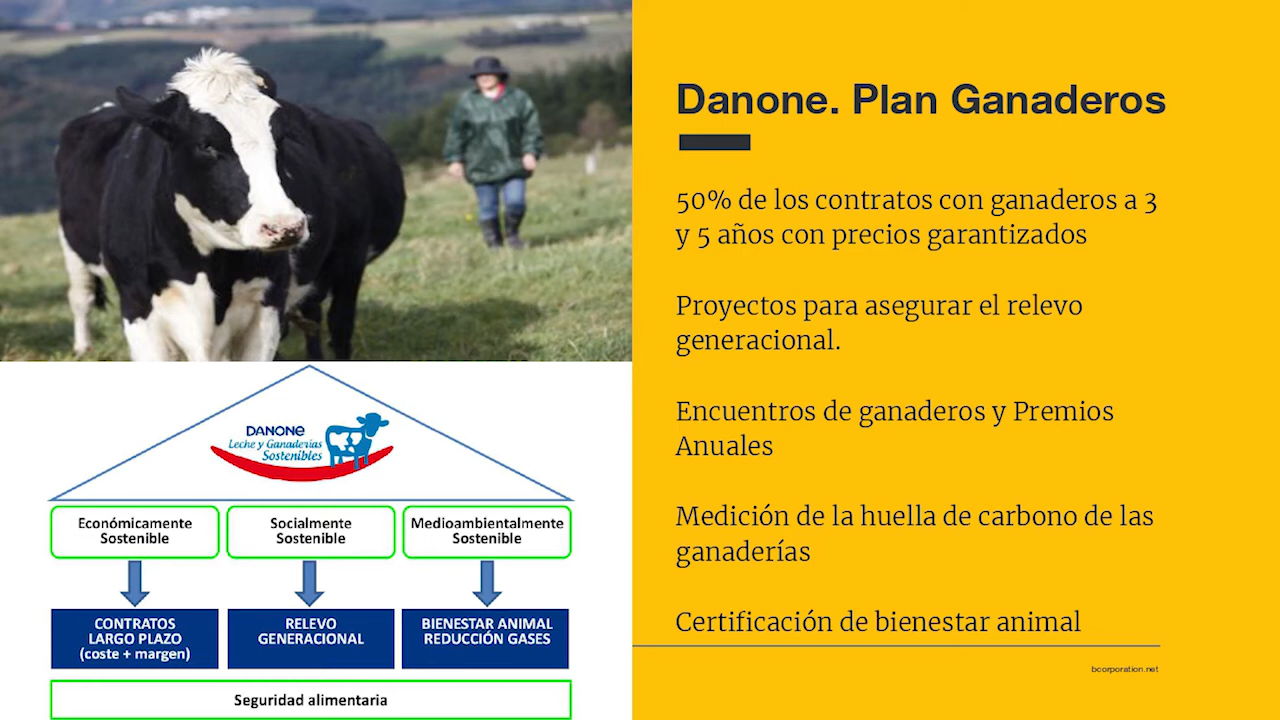 Danone. Plan Ganaderos
50% de los contratos con ganaderos a 3
y 5 años con precios garantizados
Proyectos para asegurar el relevo
generacional.
Encuentros de ganaderos y Premios
Anuales
Medición de la huella de carbono de las
ganaderías
Certificación de bienestar animal
bcorporation.net
DANONE
Leche y Ganaderías
Sostenibles
Económicamente
Sostenible
Socialmente
Sostenible
Medioambientalmente
Sostenible
CONTRATOS
LARGO PLAZO
(coste + margen)
RELEVO
GENERACIONAL
BIENESTAR ANIMAL
REDUCCIÓN GASES
Seguridad alimentaria